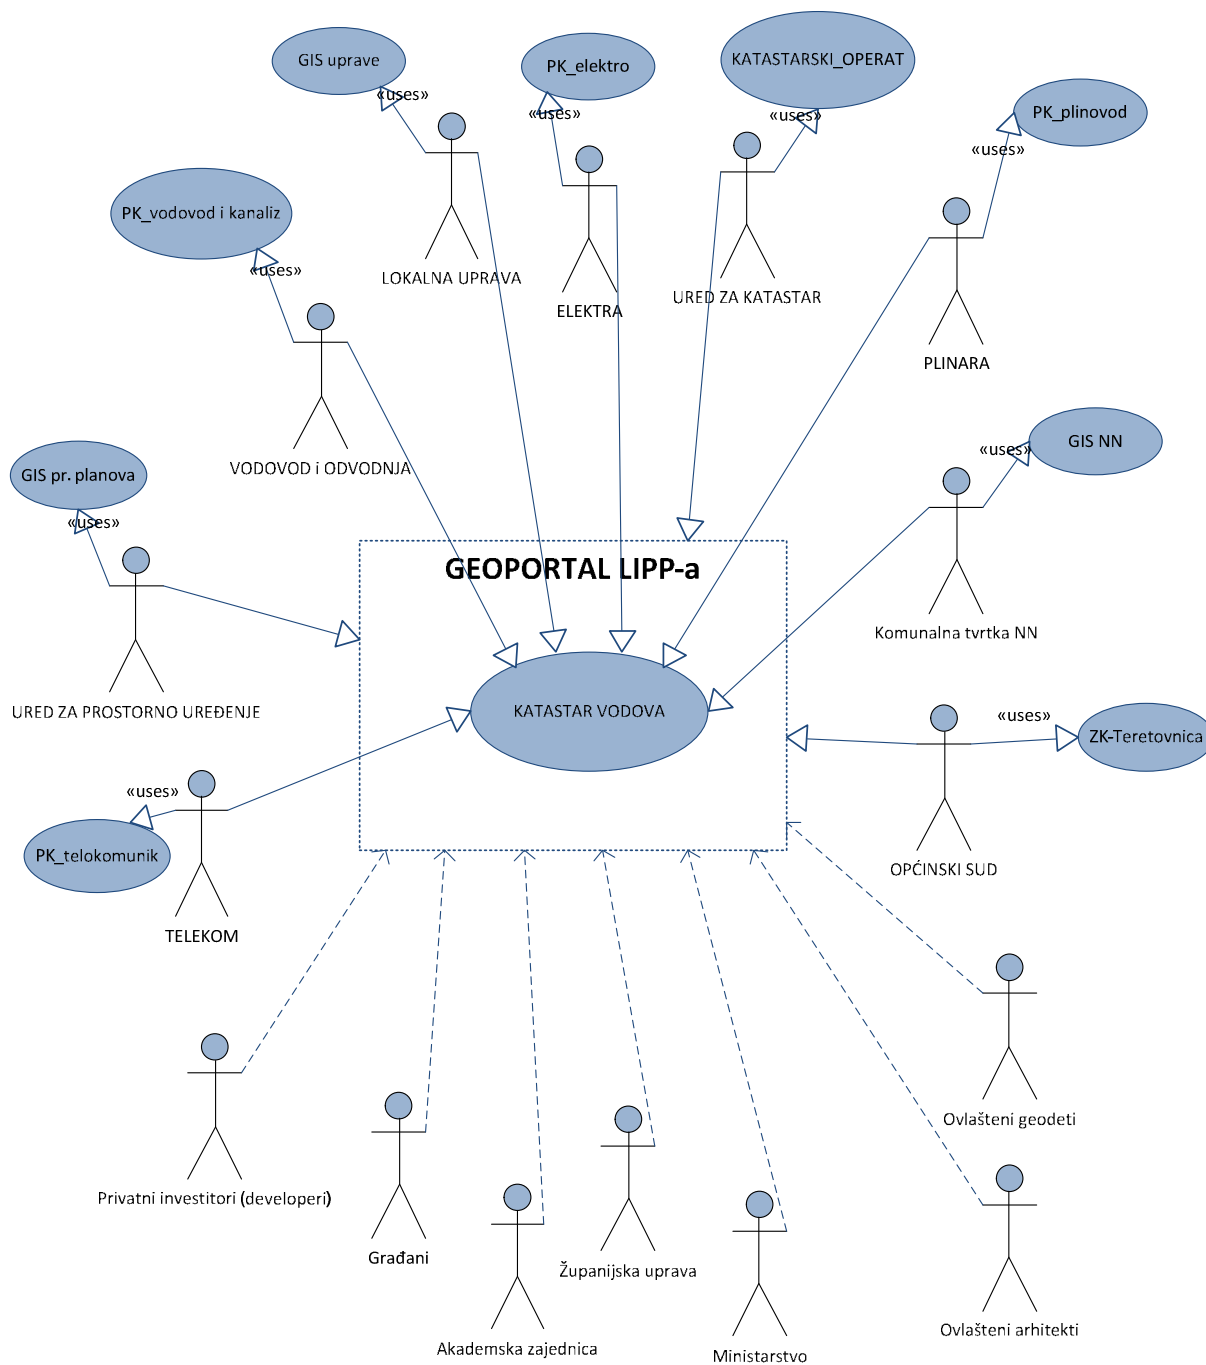 GIS uprave
PK_elektro
KATASTARSKI_OPERAT
«uses»
«uses»
«uses»
PK_plinovod
«uses»
PK_vodovod i kanaliz
«uses»
LOKALNA UPRAVA
ELEKTRA
URED ZA KATASTAR
PLINARA
GIS NN
«uses»
VODOVOD i ODVODNJA
GIS pr. planova
«uses»
GEOPORTAL LIPP-a
Komunalna tvrtka NN
URED ZA PROSTORNO UREĐENJE
KATASTAR VODOVA
«uses»
ZK-Teretovnica
«uses»
PK_telokomunik
OPĆINSKI SUD
TELEKOM
Ovlašteni geodeti
Privatni investitori (developeri)
Građani
Županijska uprava
Ovlašteni arhitekti
Akademska zajednica
Ministarstvo